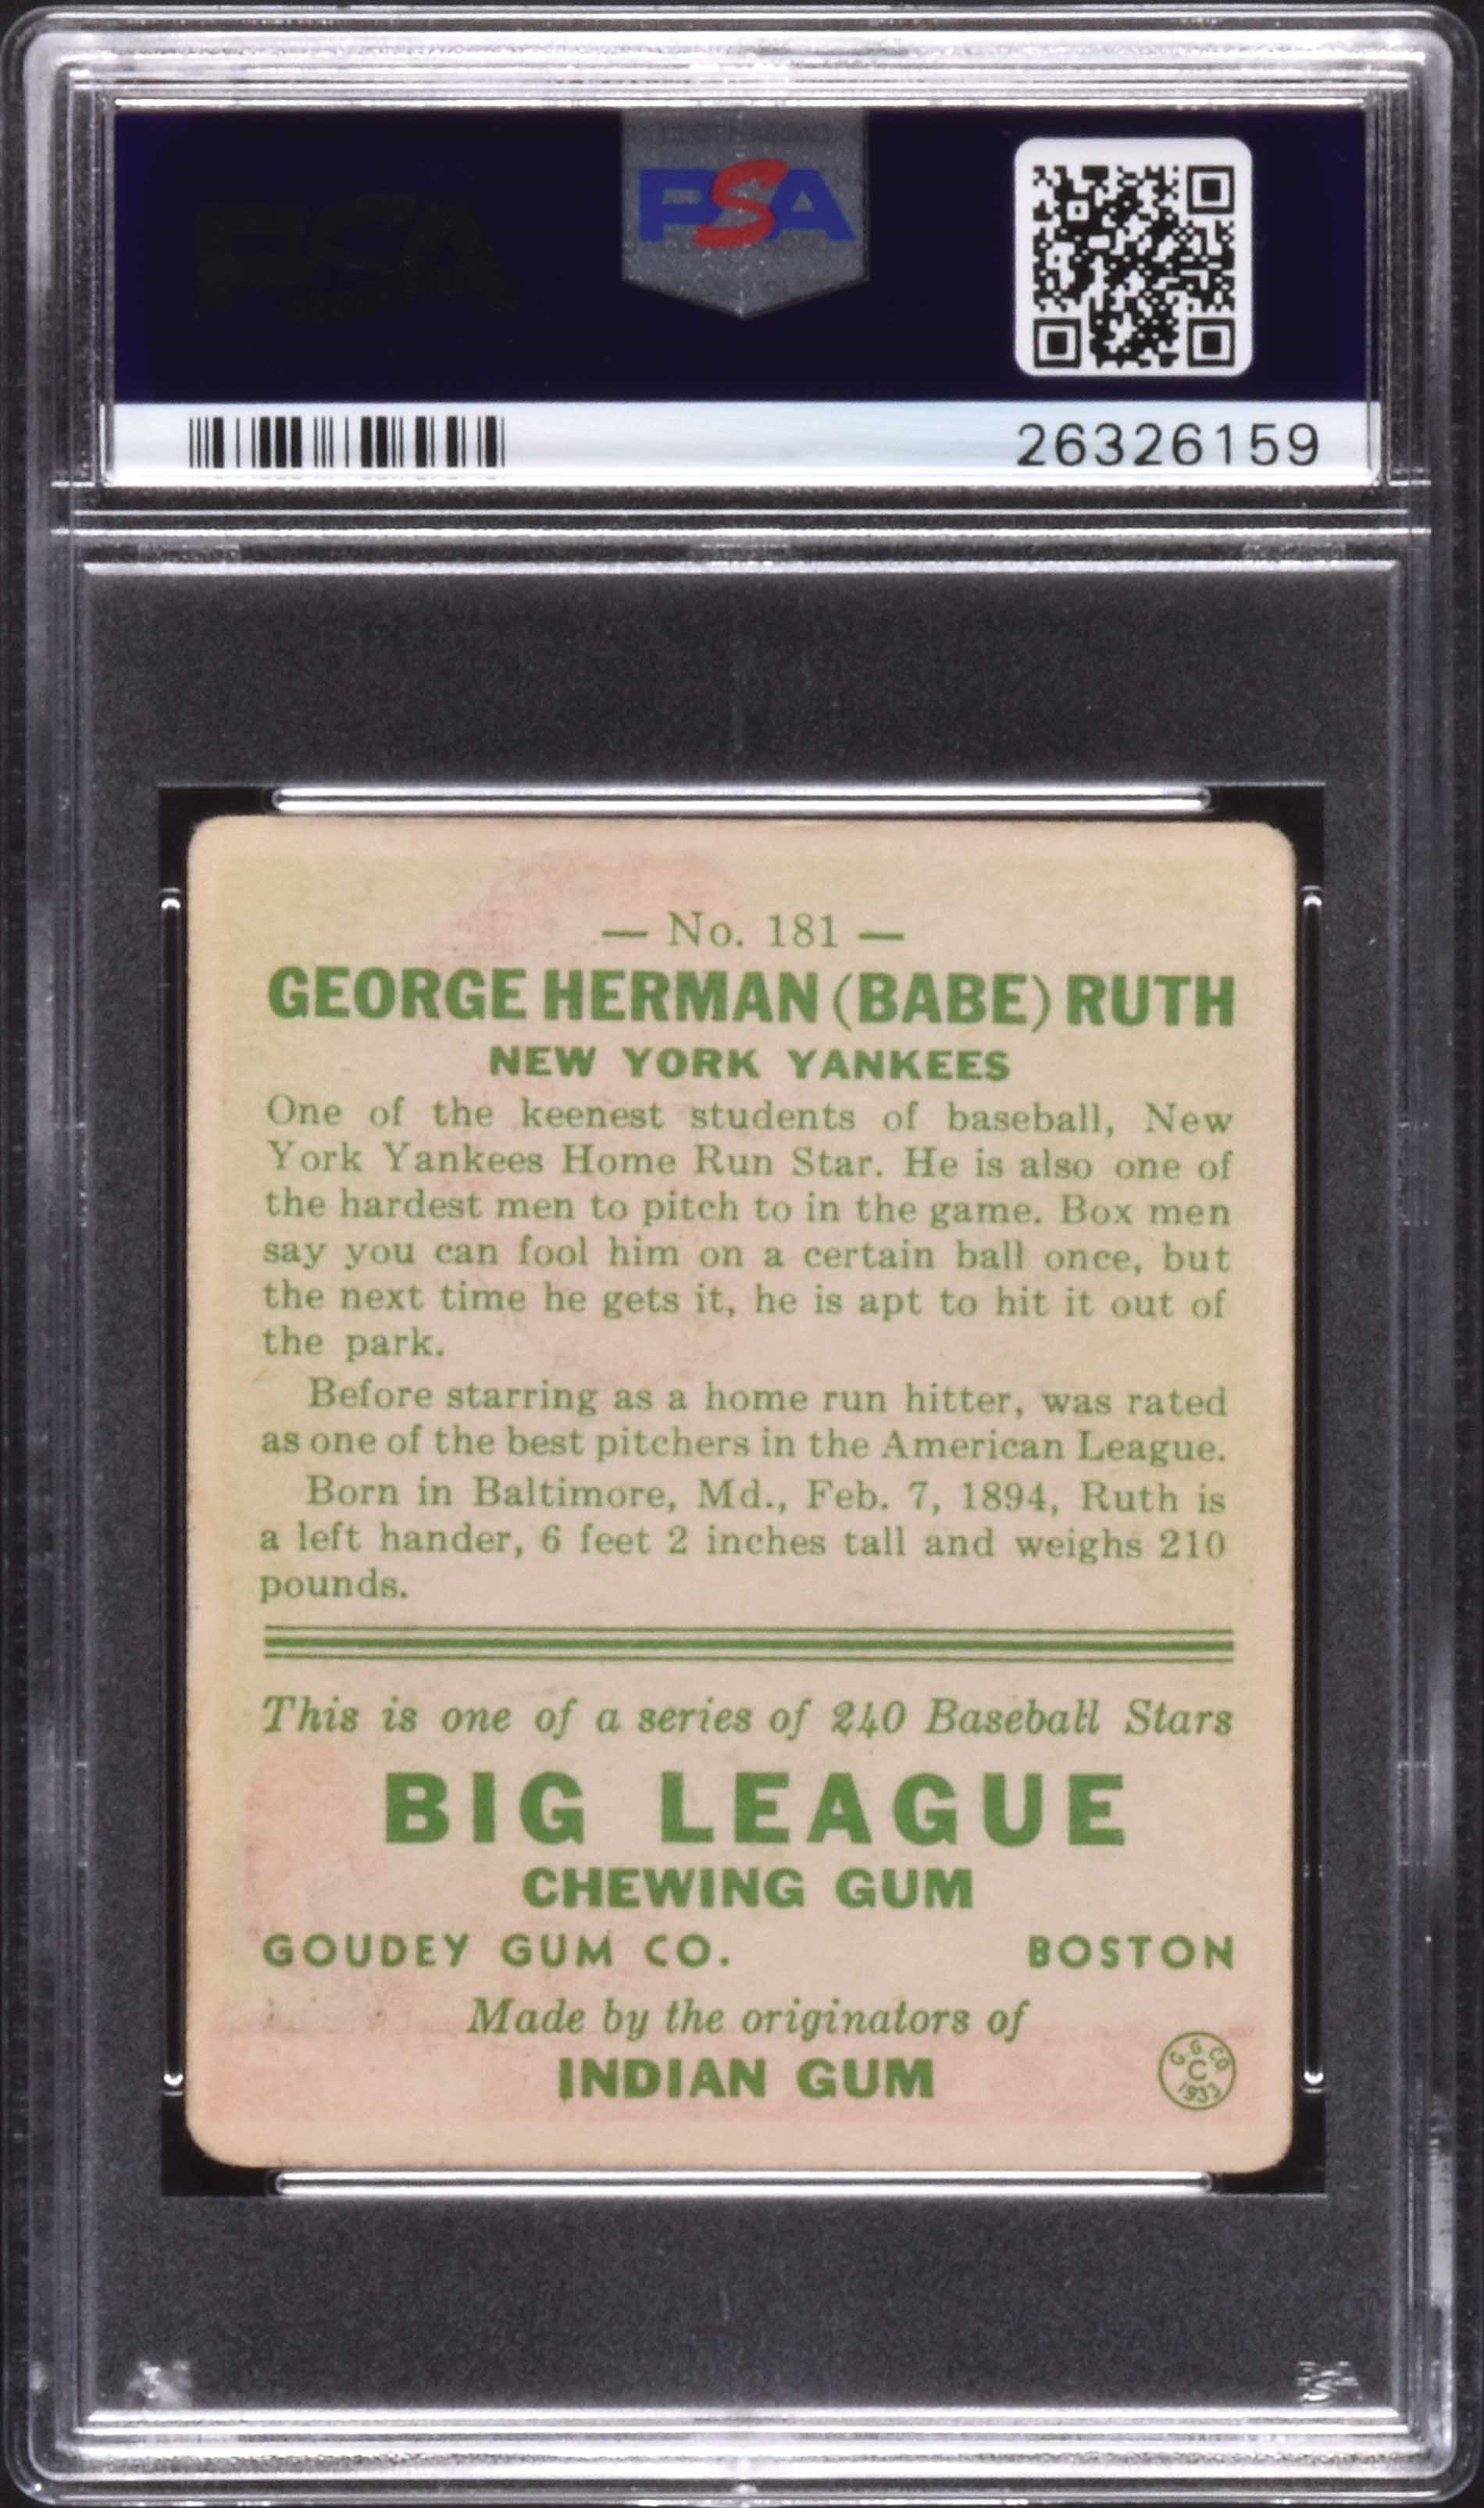 PSA
26326159
— No. 181 —
GEORGE HERMAN (BABE) RUTH
NEW YORK YANKEES
One of the keenest students of baseball, New
York Yankees Home Run Star. He is also one of
the hardest men to pitch to in the game. Box men
say you can fool him on a certain ball once, but
the next time he gets it, he is apt to hit it out of
the park.
Before starring as a home run hitter, was rated
as one of the best pitchers in the American League.
Born in Baltimore, Md., Feb. 7, 1894, Ruth is
a left hander, 6 feet 2 inches tall and weighs 210
pounds.
This is one of a series of 240 Baseball Stars
BIG LEAGUE
CHEWING GUM
GOUDEY GUM CO. BOSTON
Made by the originators of
INDIAN GUM
G. G. CO
C
1933
PSA